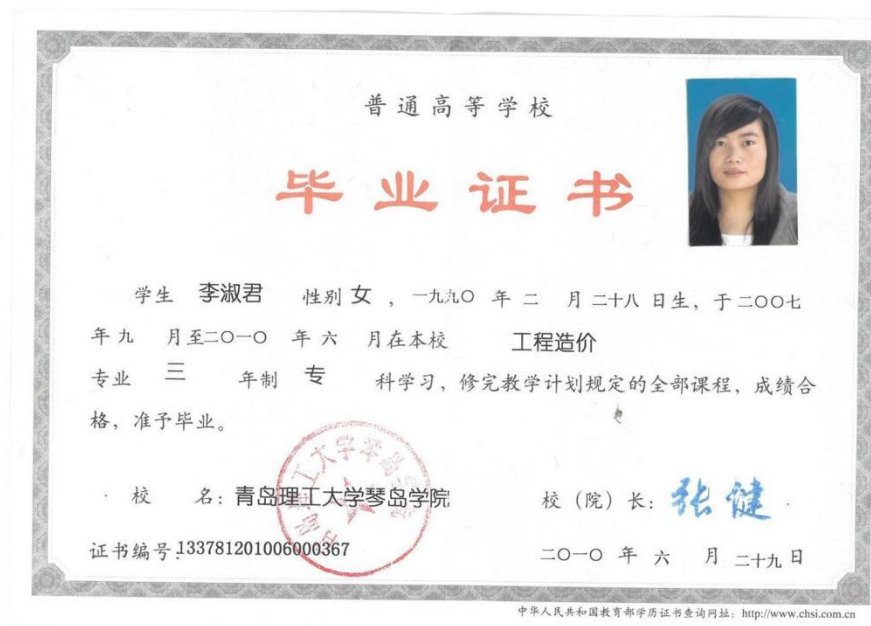 普通高等学校
毕业证书
学生 李淑君 性别 女 ，一九九〇 年 二 月 二十八 日生，于 二〇〇七
年 九 月至二〇一〇 年 六 月在本校 工程造价
专业 三 年制 专 科学习，修完教学计划规定的全部课程，成绩合
格，准予毕业。
校 名：青岛理工大学琴岛学院 校（院）长：张健
证书编号：133781201006000367 二〇一〇 年 六 月 二十九 日
中华人民共和国教育部学历证书查询网址：http://www.chsi.com.cn